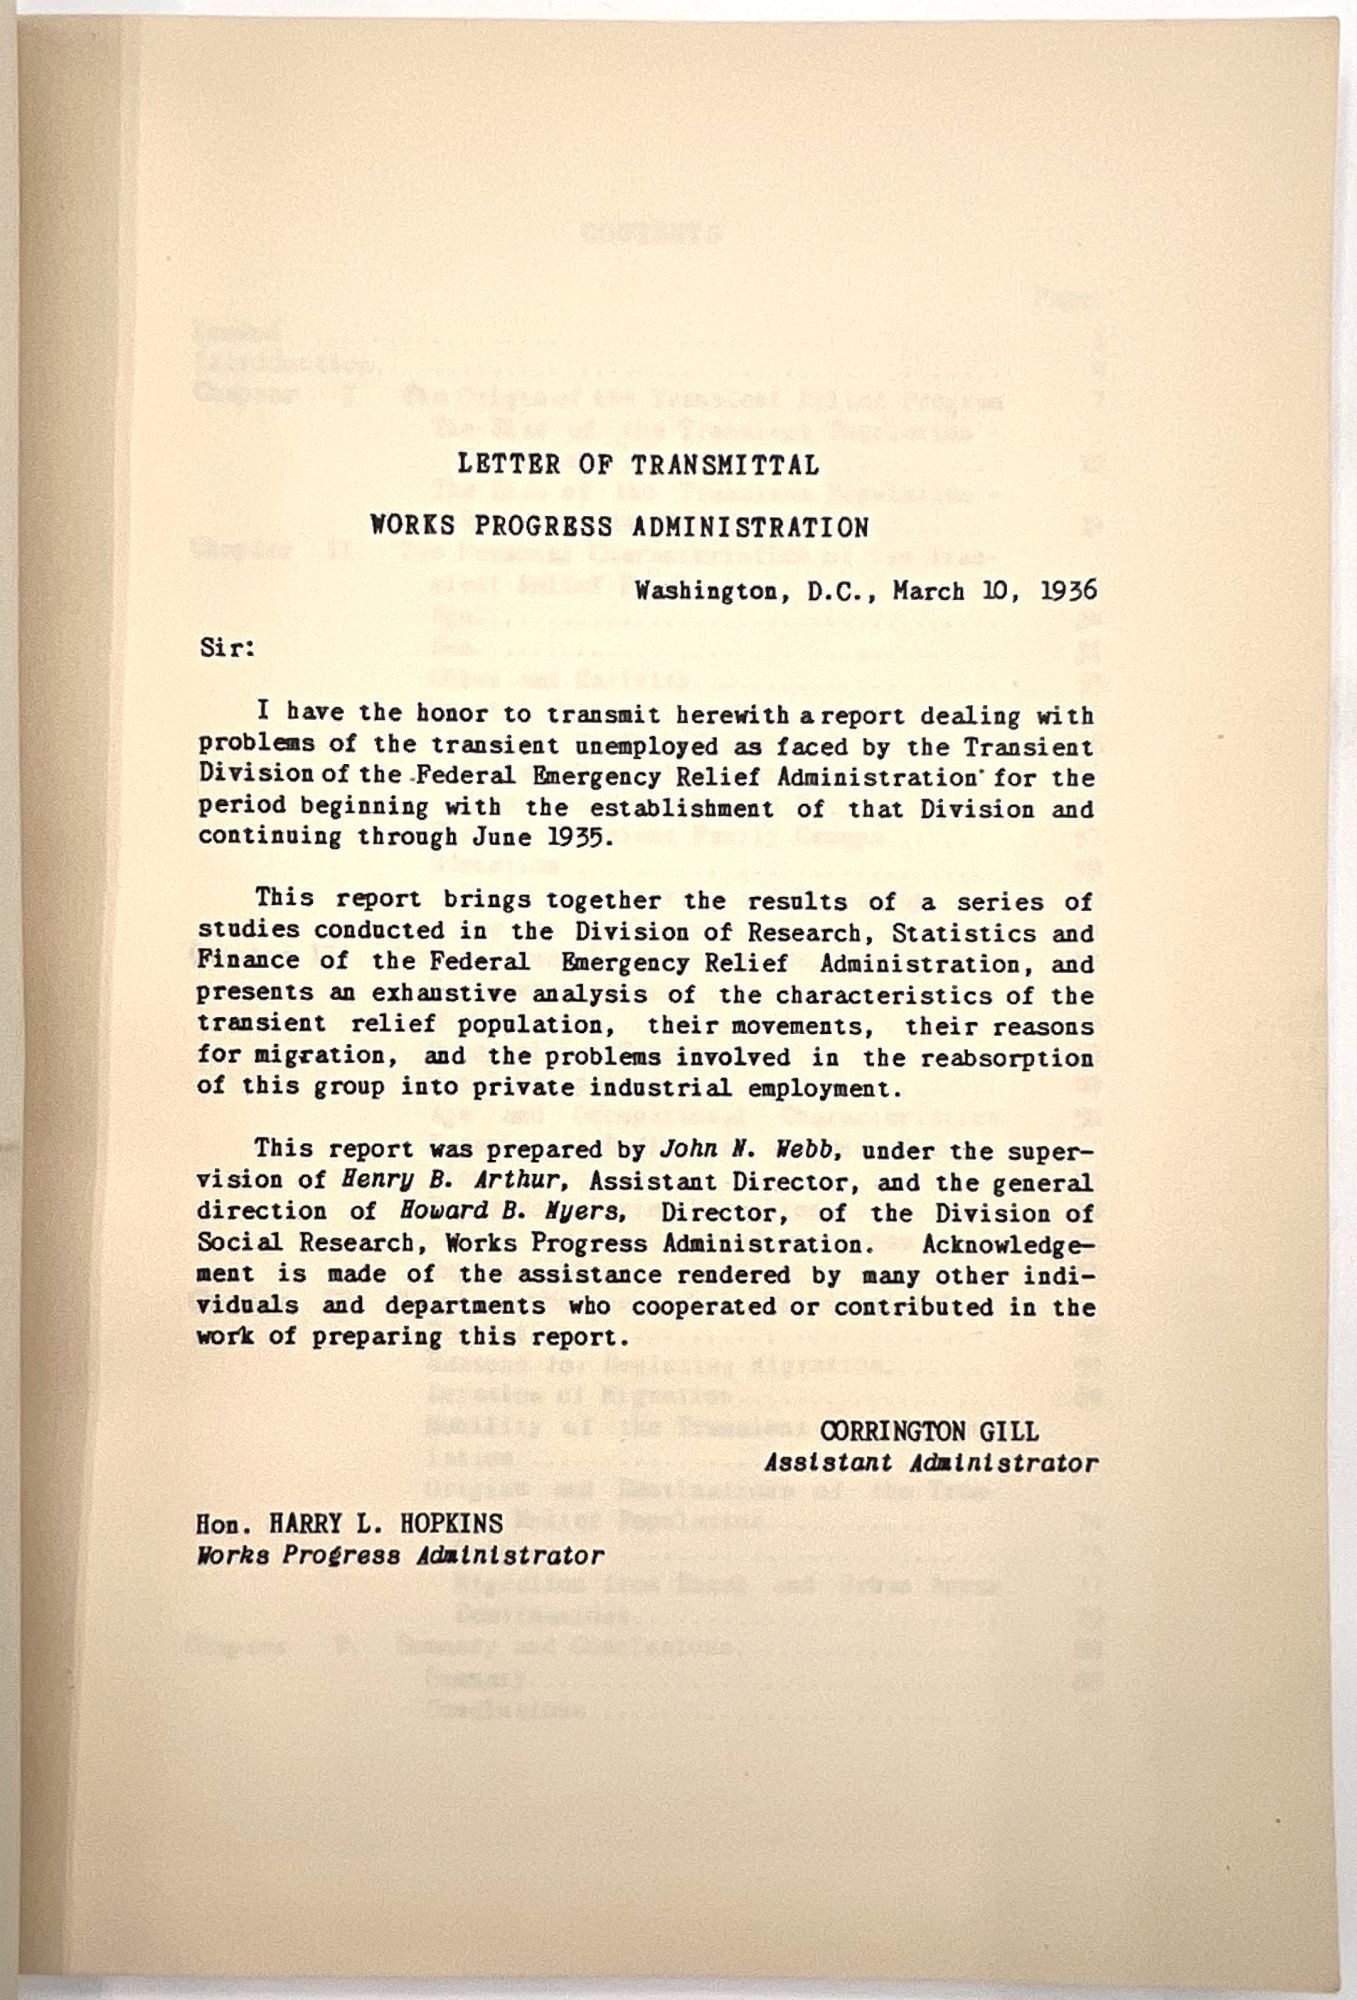 LETTER OF TRANSMITTAL
WORKS PROGRESS ADMINISTRATION
Washington, D.C., March 10, 1936
Sir:
I have the honor to transmit herewith a report dealing with
problems of the transient unemployed as faced by the Transient
Division of the Federal Emergency Relief Administration for the
period beginning with the establishment of that Division and
continuing through June 1935.
This report brings together the results of a series of
studies conducted in the Division of Research, Statistics and
Finance of the Federal Emergency Relief Administration, and
presents an exhaustive analysis of the characteristics of the
transient relief population, their movements, their reasons
for migration, and the problems involved in the reabsorption
of this group into private industrial employment.
This report was prepared by John N. Webb, under the super-
vision of Henry B. Arthur, Assistant Director, and the general
direction of Howard B. Myers, Director, of the Division of
Social Research, Works Progress Administration. Acknowledge-
ment is made of the assistance rendered by many other indi-
viduals and departments who cooperated or contributed in the
work of preparing this report.
CORRINGTON GILL
Assistant Administrator
Hon. HARRY L. HOPKINS
Works Progress Administrator